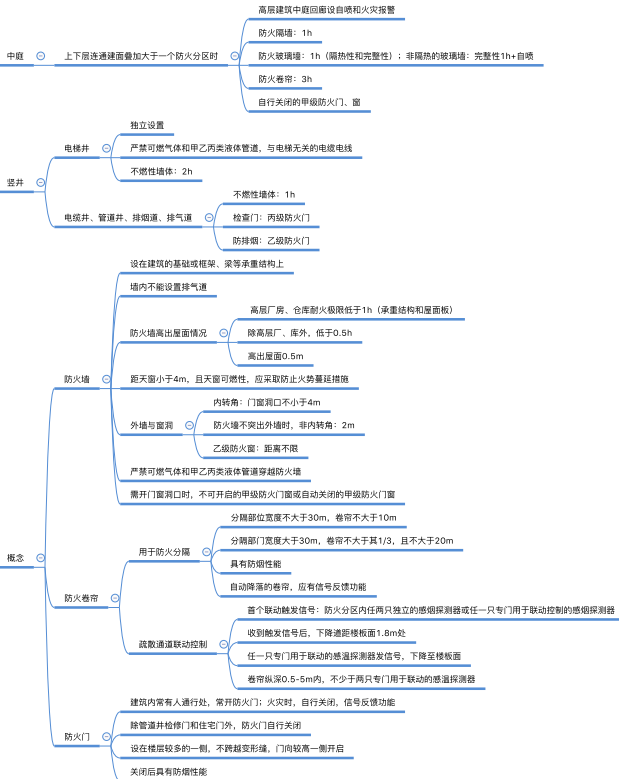 中庭
上下层连通建面叠加大于一个防火分区时
高层建筑中庭回廊设自喷和火灾报警
防火隔墙：1h
防火玻璃墙：1h（隔热性和完整性）；非隔热的玻璃墙：完整性1h+自喷
防火卷帘：3h
自行关闭的甲级防火门、窗
竖井
电梯井
独立设置
严禁可燃气体和甲乙丙类液体管道，与电梯无关的电缆电线
不燃性墙体：2h
电缆井、管道井、排烟道、排气道
不燃性墙体：1h
检查门：丙级防火门
防排烟：乙级防火门
概念
防火墙
设在建筑的基础或框架、梁等承重结构上
墙内不能设置排气道
防火墙高出屋面情况
高层厂房、仓库耐火极限低于1h（承重结构和屋面板）
除高层厂、库外，低于0.5h
高出屋面0.5m
距天窗小于4m，且天窗可燃性，应采取防止火势蔓延措施
外墙与窗洞
内转角：门窗洞口不小于4m
防火墙不突出外墙时，非内转角：2m
乙级防火窗：距离不限
严禁可燃气体和甲乙丙类液体管道穿越防火墙
需开门窗洞口时，不可开启的甲级防火门窗或自动关闭的甲级防火门窗
防火卷帘
用于防火分隔
分隔部位宽度不大于30m，卷帘不大于10m
分隔部门宽度大于30m，卷帘不大于其1/3，且不大于20m
具有防烟性能
自动降落的卷帘，应有信号反馈功能
疏散通道联动控制
首个联动触发信号：防火分区内任两只独立的感烟探测器或任一只专门用于联动控制的感烟探测器
收到触发信号后，下降道距楼板面1.8m处
任一只专门用于联动的感温探测器发信号，下降至楼板面
卷帘纵深0.5-5m内，不少于两只专门用于联动的感温探测器
防火门
建筑内常有人通行处，常开防火门；火灾时，自行关闭，信号反馈功能
除管道井检修门和住宅门外，防火门自行关闭
设在楼层较多的一侧，不跨越变形缝，门向较高一侧开启
关闭后具有防烟性能